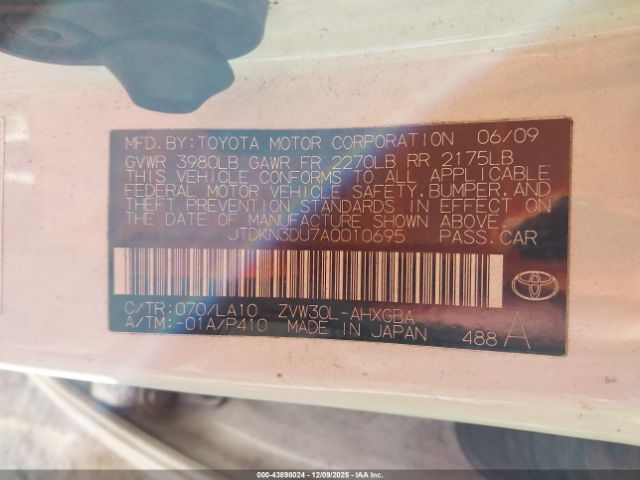 MFD.BY:TOYOTA MOTOR CORPORATION 06/09
GVWR 3980LB GAWR FR 2270LB RR 2175LB
THIS VEHICLE CONFORMS TO ALL APPLICABLE
FEDERAL MOTOR VEHICLE SAFETY,BUMPER,AND
THEFT PREVENTION STANDARDS IN EFFECT ON
THE DATE OF MANUFACTURE SHOWN ABOVE.
JTDKN3DU7A0010695 PASS.CAR
C/TR:070/LA10 ZVW30L-AHXGBA
A/TM:-01A/P410 MADE IN JAPAN 488 A
000-43898024 | 12/09/2025 - IAAI, Inc. Copyright